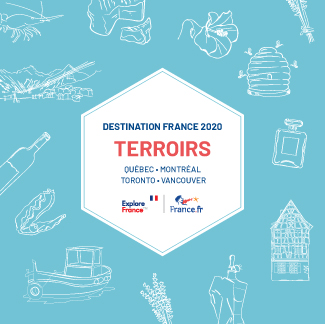 DESTINATION FRANCE 2020
TERROIRS
QUÉBEC • MONTRÉAL
TORONTO • VANCOUVER
Explore
France
France.fr